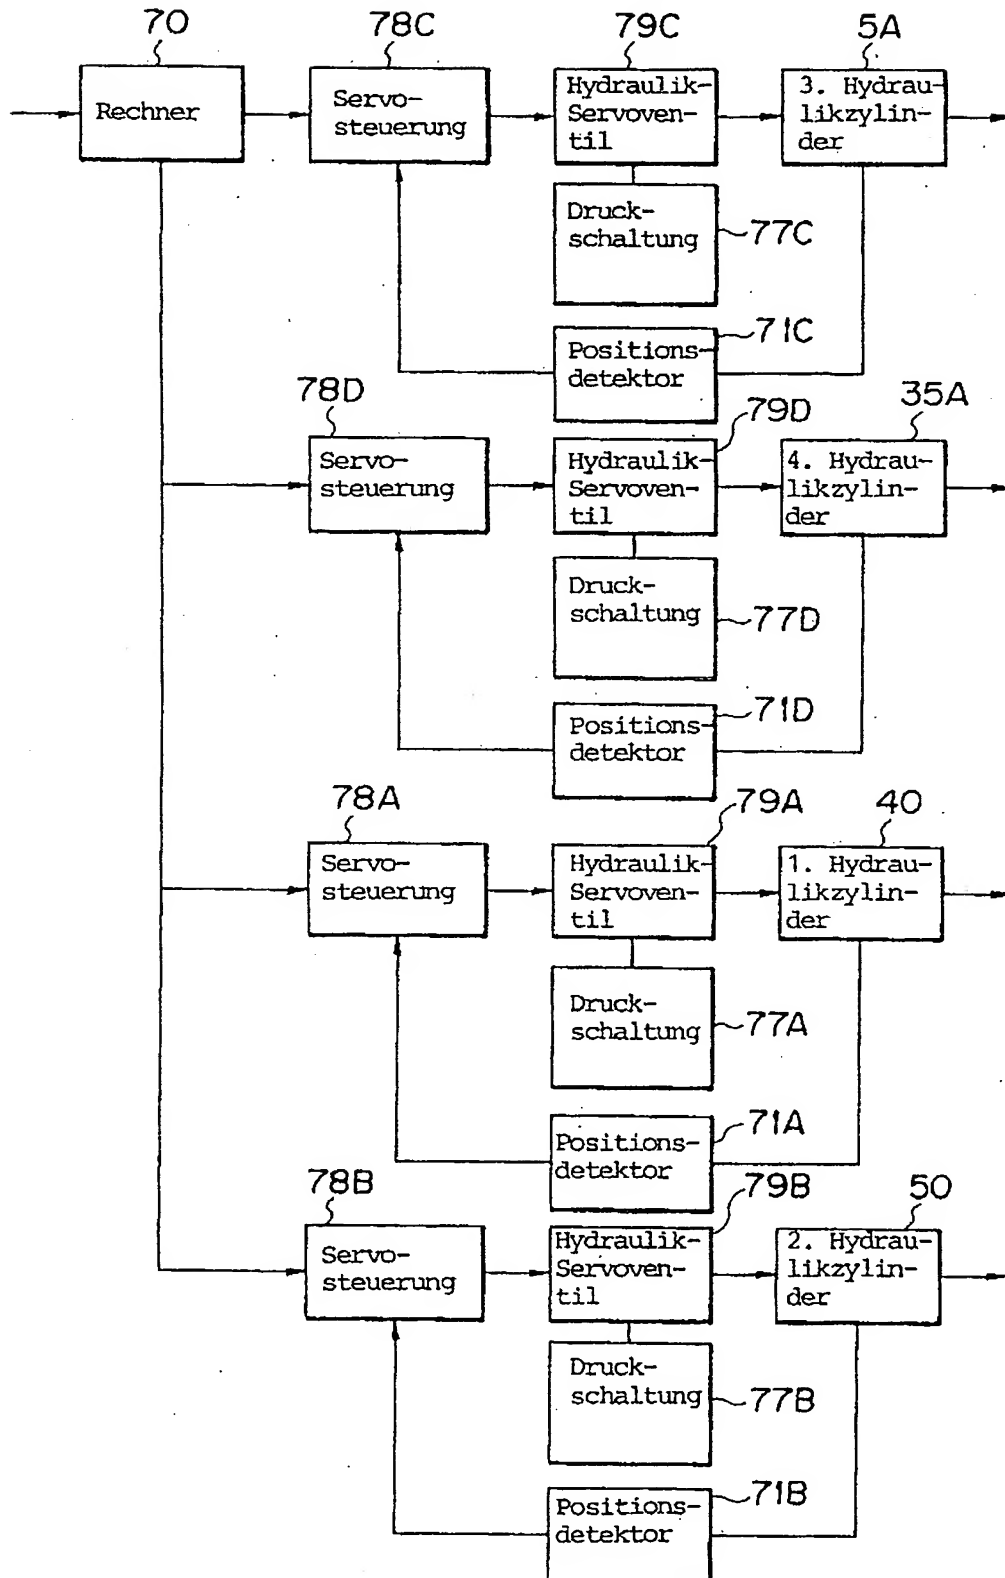 70
78C
79C
5A
Rechner
Servo-
steuerung
Hydraulik-
Servoven-
til
3. Hydrau-
likzylin-
der
Druck-
schaltung
77C
71C
Positions-
detektor
78D
79D
35A
Servo-
steuerung
Hydraulik-
Servoven-
til
4. Hydrau-
likzylin-
der
Druck-
schaltung
77D
71D
Positions-
detektor
78A
79A
40
Servo-
steuerung
Hydraulik-
Servoven-
til
1. Hydrau-
likzylin-
der
Druck-
schaltung
77A
71A
Positions-
detektor
78B
79B
50
Servo-
steuerung
Hydraulik-
Servoven-
til
2. Hydrau-
likzylin-
der
Druck-
schaltung
77B
71B
Positions-
detektor